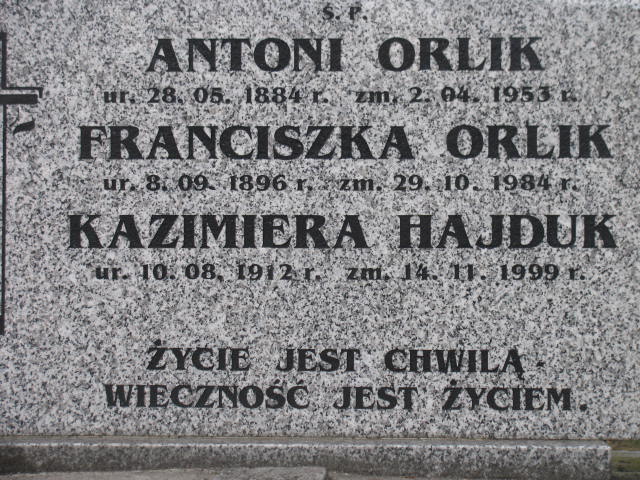 Ś. P.
ANTONI ORLIK
ur. 28. 05. 1884 r. zm. 2. 04. 1953 r.
FRANCISZKA ORLIK
ur. 8. 09. 1896 r. zm. 29. 10. 1984 r.
KAZIMIERA HAJDUK
ur. 10. 08. 1912 r. zm. 14. 11. 1999 r.
ŻYCIE JEST CHWILĄ -
WIECZNOŚĆ JEST ŻYCIEM.